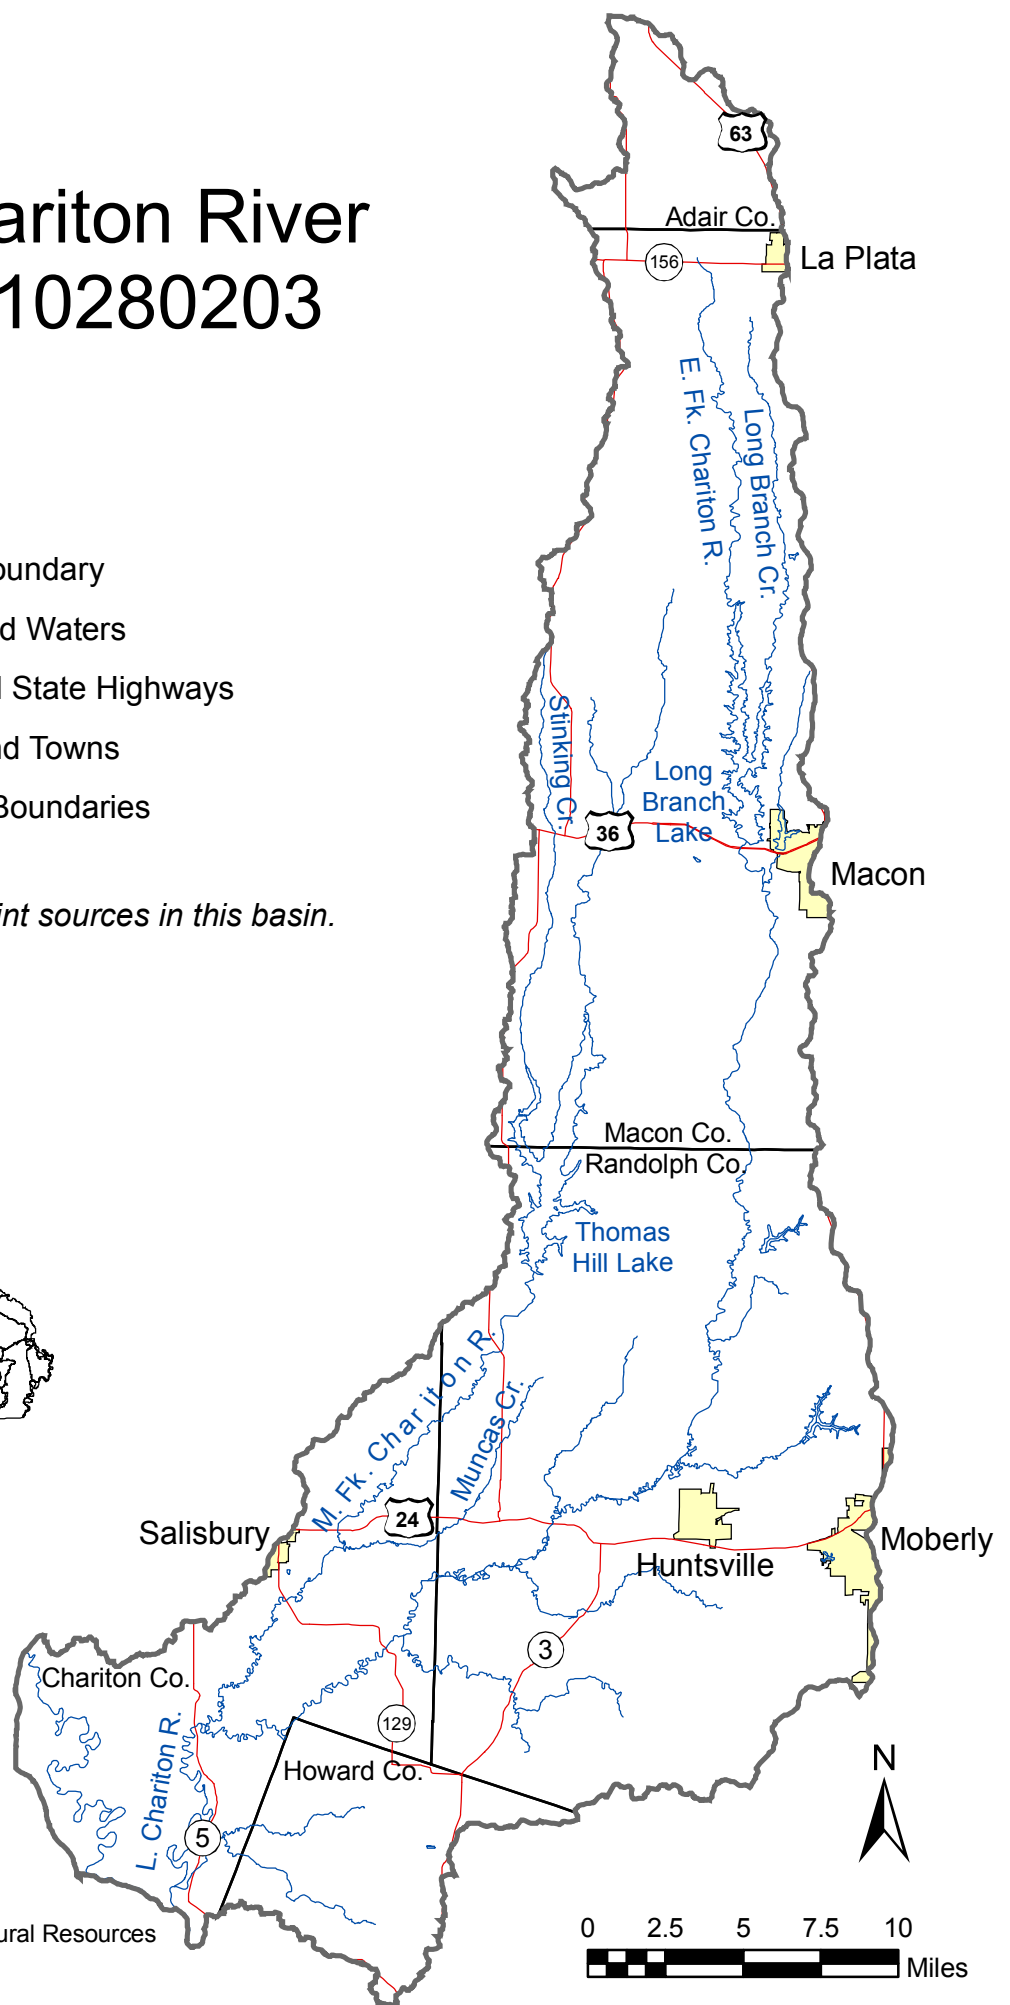 ariton River
10280203
oundary
d Waters
l State Highways
nd Towns
Boundaries
int sources in this basin.
63
Adair Co.
La Plata
156
E. Fk. Chariton R.
Long Branch Cr.
Stinking Cr.
Long
Branch
Lake
36
Macon
Macon Co.
Randolph Co.
Thomas
Hill Lake
M. Fk. Chariton R.
Muncas Cr.
24
Salisbury
Huntsville
Moberly
3
Chariton Co.
129
L. Chariton R.
Howard Co.
5
N
ural Resources
0 2.5 5 7.5 10
Miles